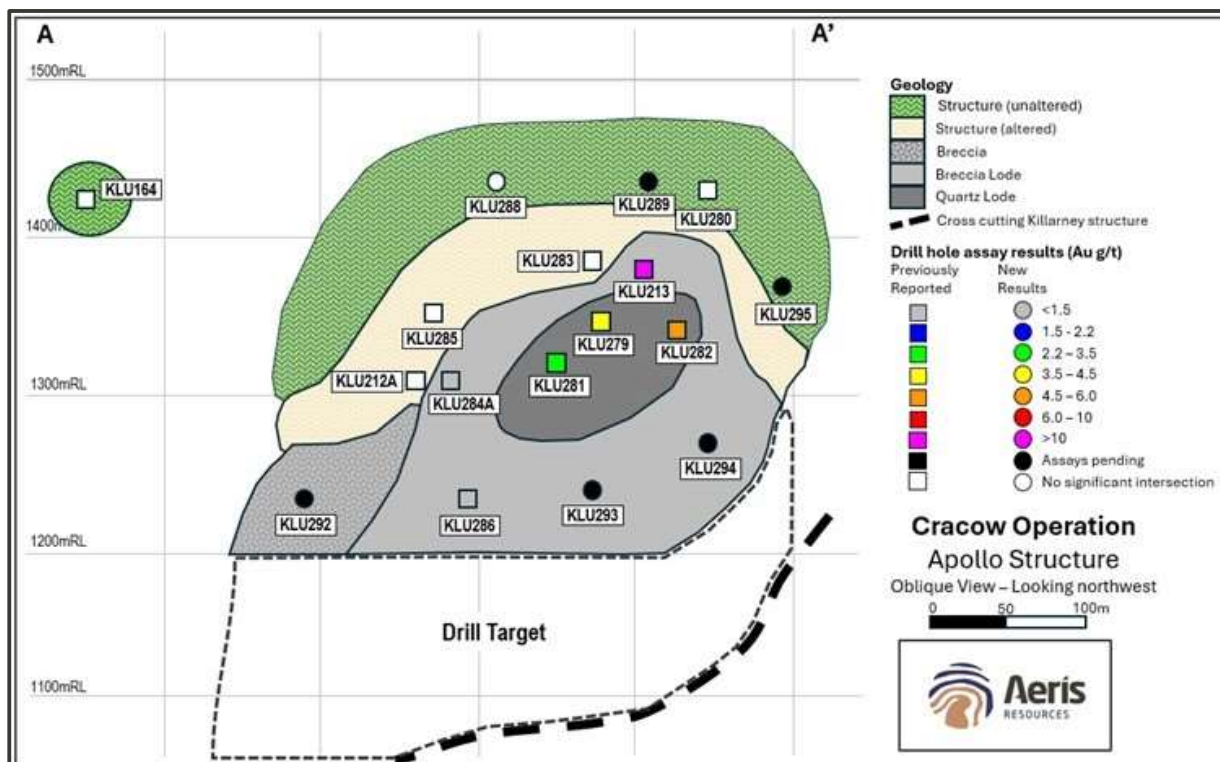 A
A'
1500mRL
KLU164
KLU288
KLU289
KLU280
1400mRL
KLU283
KLU213
KLU295
KLU285
KLU279
KLU282
KLU212A
KLU281
1300mRL
KLU284A
KLU294
KLU292
KLU286
KLU293
1200mRL
Drill Target
1100mRL
Geology
Structure (unaltered)
Structure (altered)
Breccia
Breccia Lode
Quartz Lode
Cross cutting Killarney structure
Drill hole assay results (Au g/t)
Previously New
Reported Results
<1.5
1.5 - 2.2
2.2 – 3.5
3.5 – 4.5
4.5 – 6.0
6.0 – 10
>10
Assays pending
No significant intersection
Cracow Operation
Apollo Structure
Oblique View – Looking northwest
0 50 100m
Aeris
RESOURCES